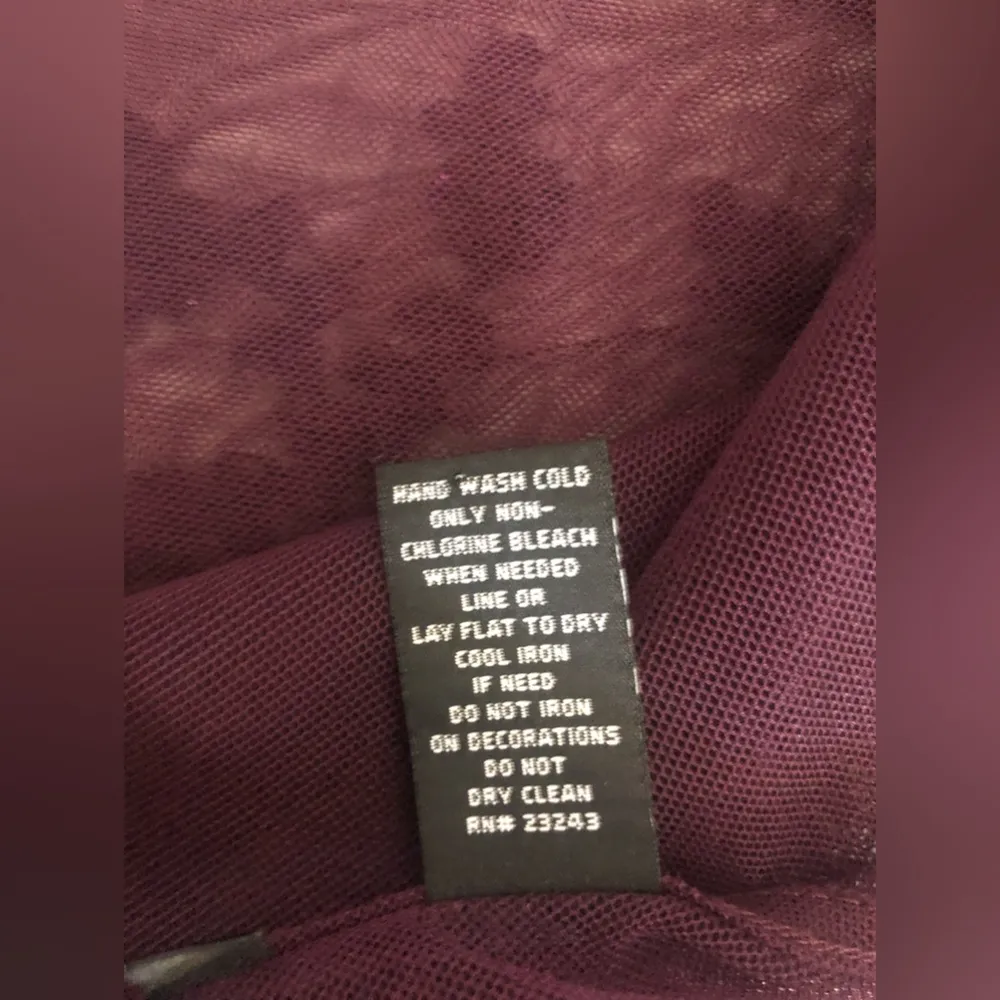 HAND WASH COLD
ONLY NON-
CHLORINE BLEACH
WHEN NEEDED
LINE OR
LAY FLAT TO DRY
COOL IRON
IF NEED
DO NOT IRON
ON DECORATIONS
DO NOT
DRY CLEAN
RN# 23243